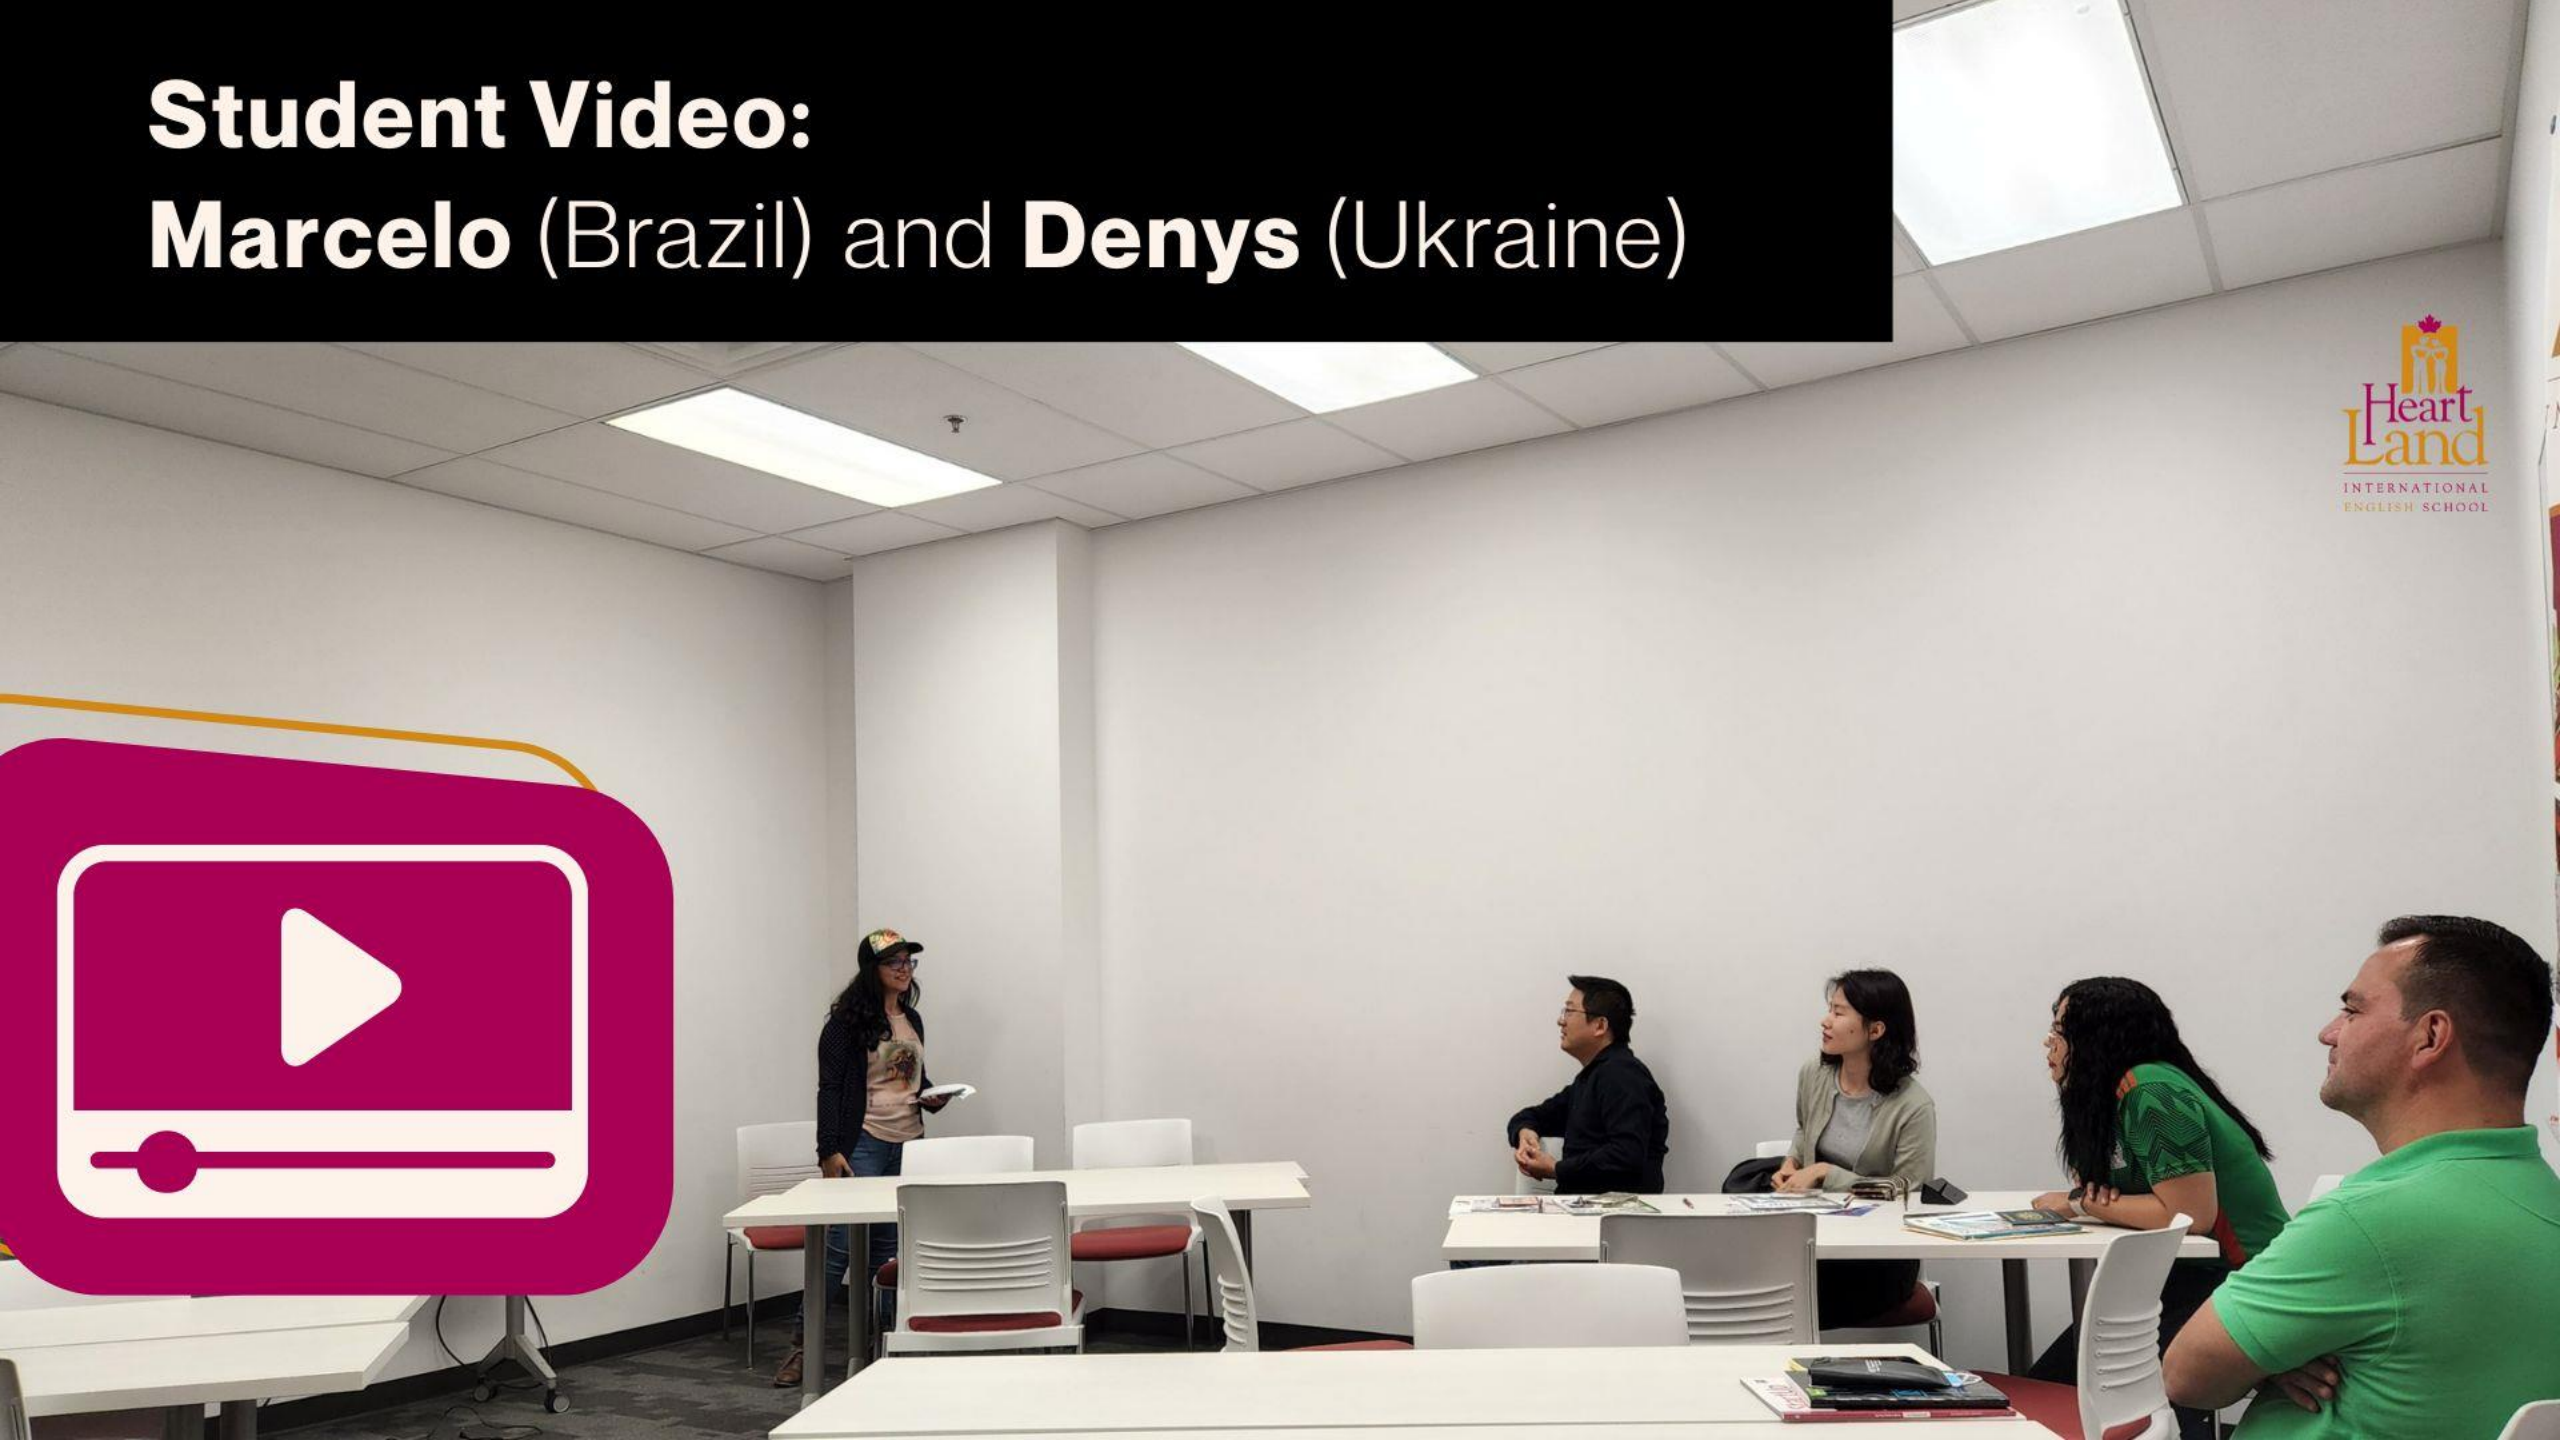 Student Video:
Marcelo (Brazil) and Denys (Ukraine)
Heart
Land
INTERNATIONAL
ENGLISH SCHOOL